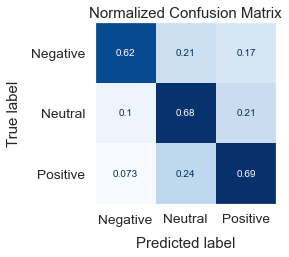 Normalized Confusion Matrix
True label
Negative 0.62 0.21 0.17
Neutral 0.1 0.68 0.21
Positive 0.073 0.24 0.69
Negative Neutral Positive
Predicted label